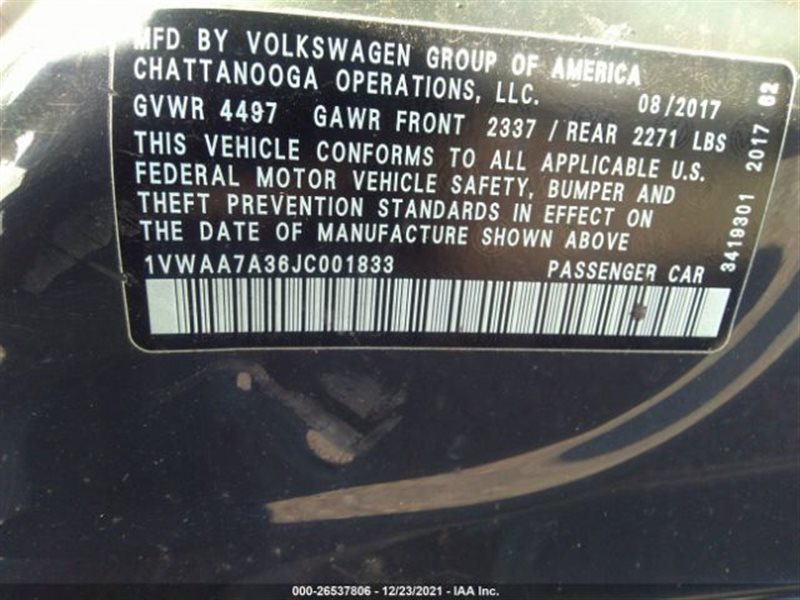 MFD BY VOLKSWAGEN GROUP OF AMERICA
CHATTANOOGA OPERATIONS, LLC.
08/2017
GVWR 4497 GAWR FRONT 2337 / REAR 2271 LBS
THIS VEHICLE CONFORMS TO ALL APPLICABLE U.S.
FEDERAL MOTOR VEHICLE SAFETY, BUMPER AND
THEFT PREVENTION STANDARDS IN EFFECT ON
THE DATE OF MANUFACTURE SHOWN ABOVE
1VWAA7A36JC001833 PASSENGER CAR
3419301 2017 62
000-26537806 - 12/23/2021 - IAA Inc.